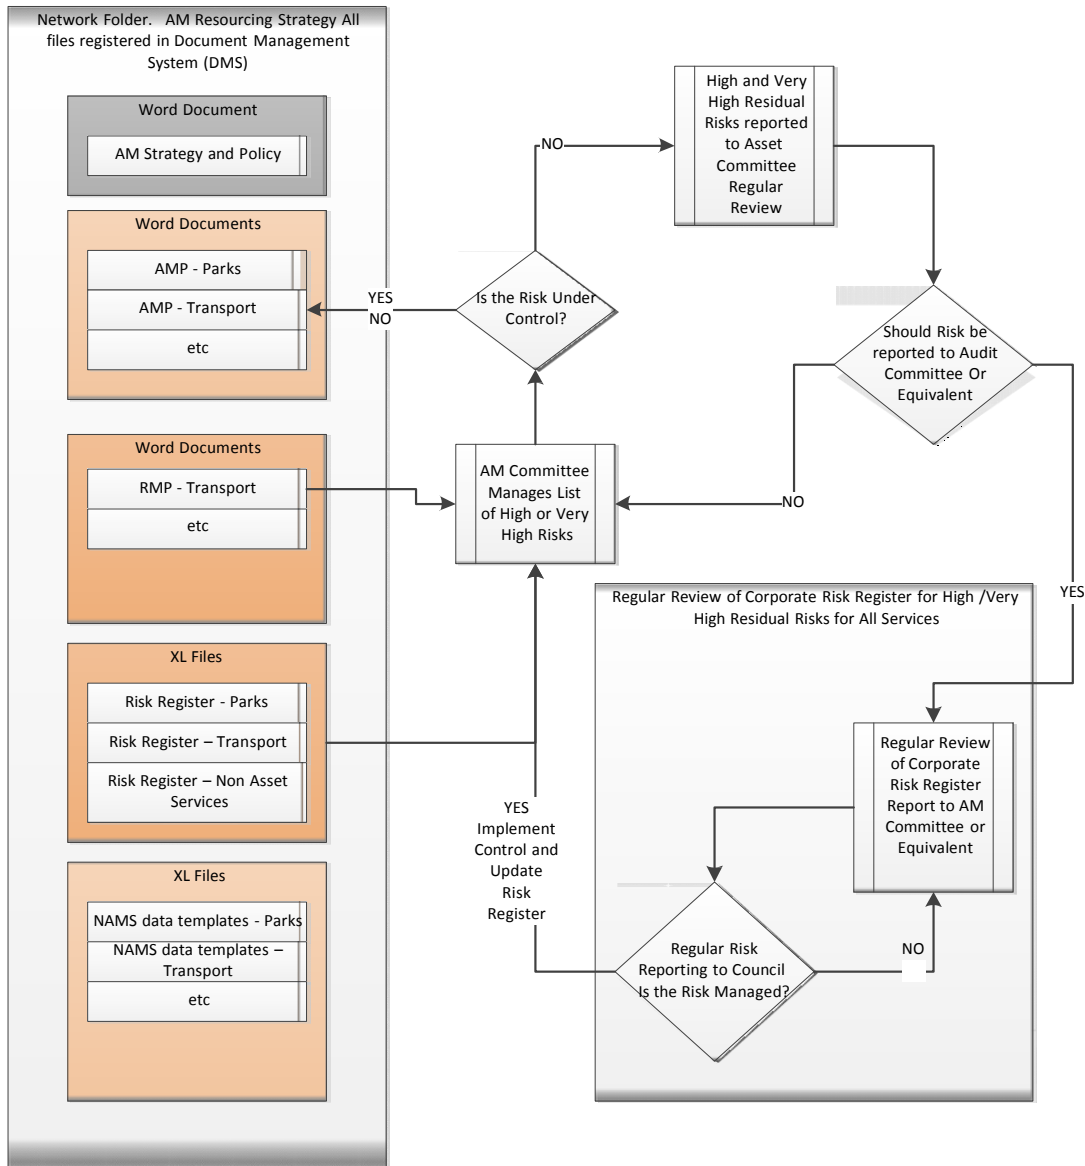 Network Folder.   AM Resourcing Strategy All
files registered in Document Management
System (DMS)
Word Document
AM Strategy and Policy
Word Documents
AMP - Parks
AMP - Transport
etc
Word Documents
RMP - Transport
etc
XL Files
Risk Register - Parks
Risk Register – Transport
Risk Register – Non Asset
Services
XL Files
NAMS data templates - Parks
NAMS data templates –
Transport
etc
YES
NO
Is the Risk Under
Control?
NO
High and Very
High Residual
Risks reported
to Asset
Committee
Regular
Review
Should Risk be
reported to Audit
Committee Or
Equivalent
NO
YES
AM Committee
Manages List
of High or Very
High Risks
YES
Implement
Control and
Update
Risk
Register
Regular Review of Corporate Risk Register for High /Very
High Residual Risks for All Services
Regular Review
of Corporate
Risk Register
Report to AM
Committee or
Equivalent
Regular Risk
Reporting to Council
Is the Risk Managed?
NO